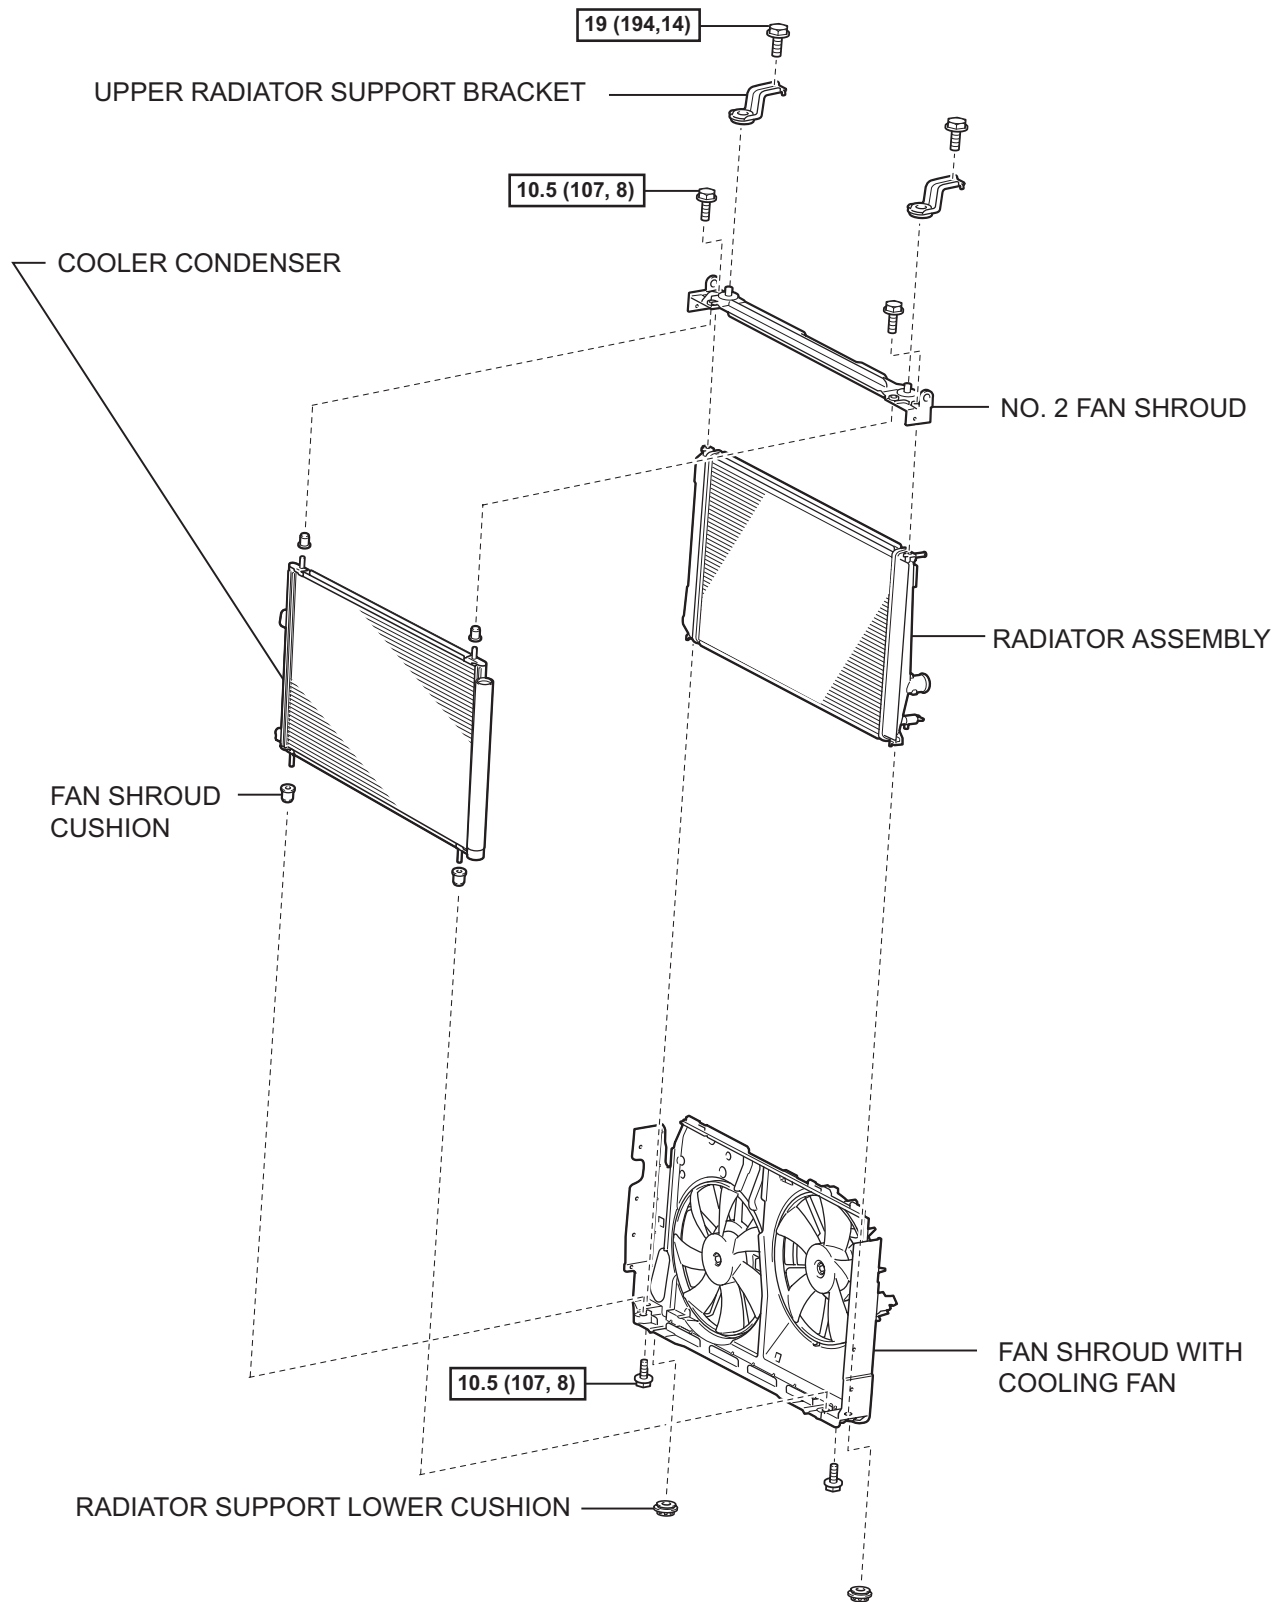 19 (194,14)
UPPER RADIATOR SUPPORT BRACKET
10.5 (107, 8)
COOLER CONDENSER
NO. 2 FAN SHROUD
RADIATOR ASSEMBLY
FAN SHROUD
CUSHION
FAN SHROUD WITH
COOLING FAN
10.5 (107, 8)
RADIATOR SUPPORT LOWER CUSHION